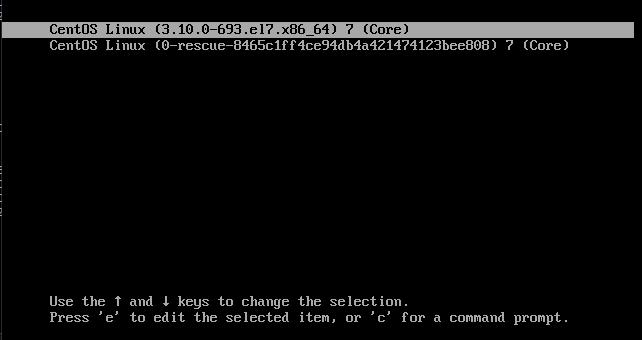 CentOS Linux (3.10.0-693.el7.x86_64) 7 (Core)
CentOS Linux (0-rescue-8465c1ff4ce94db4a421474123bee808) 7 (Core)
Use the ↑ and ↓ keys to change the selection.
Press 'e' to edit the selected item, or 'c' for a command prompt.